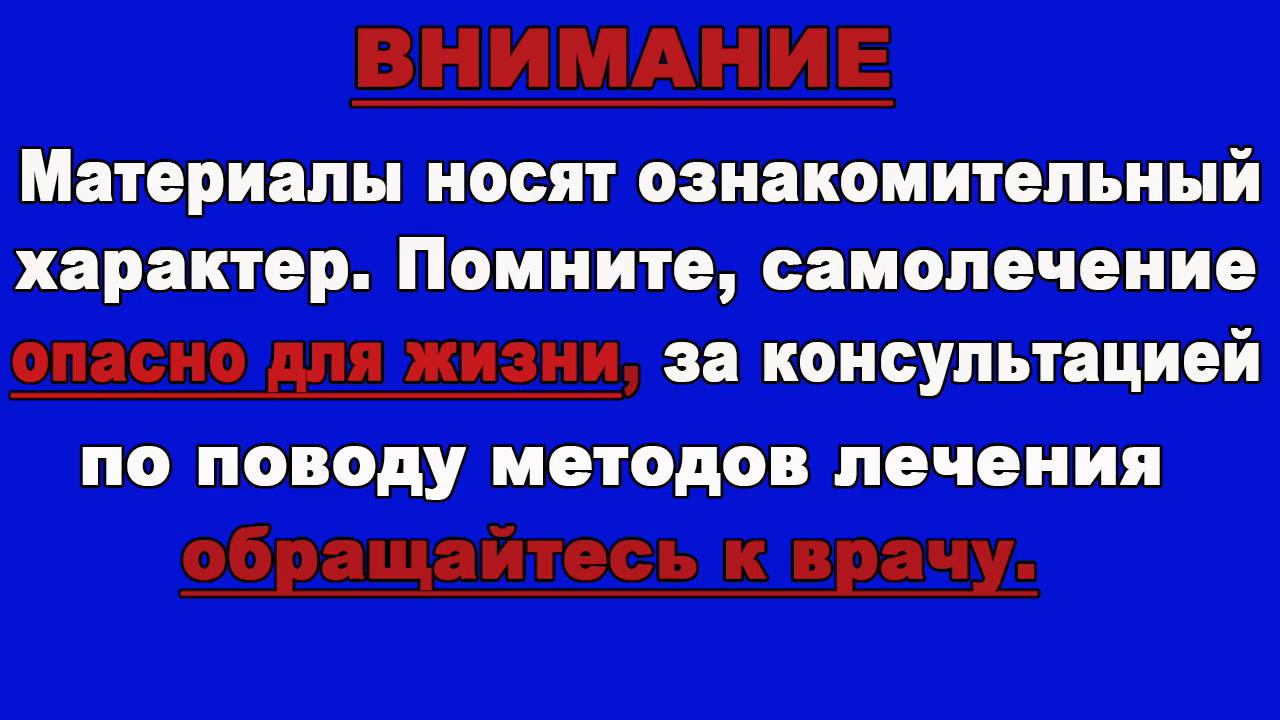 ВНИМАНИЕ
Материалы носят ознакомительный
характер. Помните, самолечение
опасно для жизни, за консультацией
по поводу методов лечения
обращайтесь к врачу.